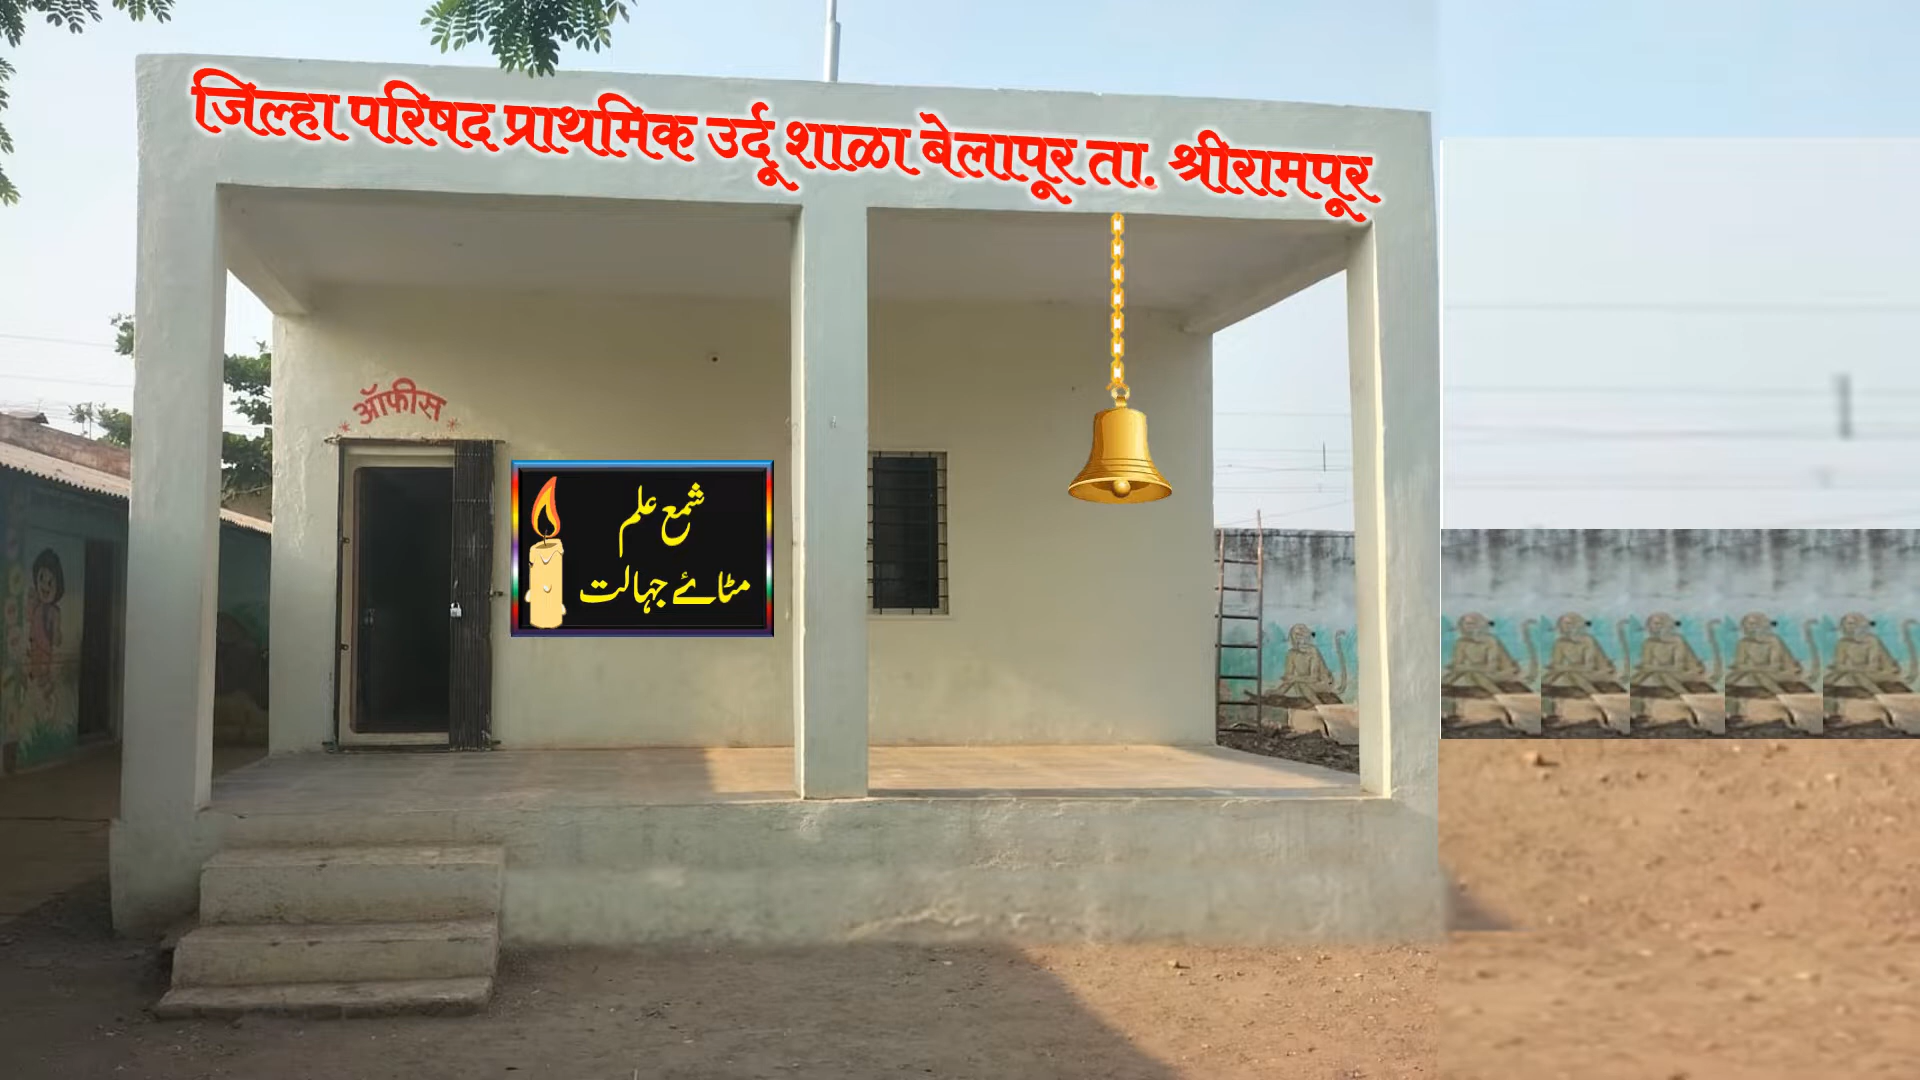 जिल्हा परिषद प्राथमिक उर्दू शाळा बेलापूर ता. श्रीरामपूर
ऑफीस
شمع علم
مٹائے جہالت